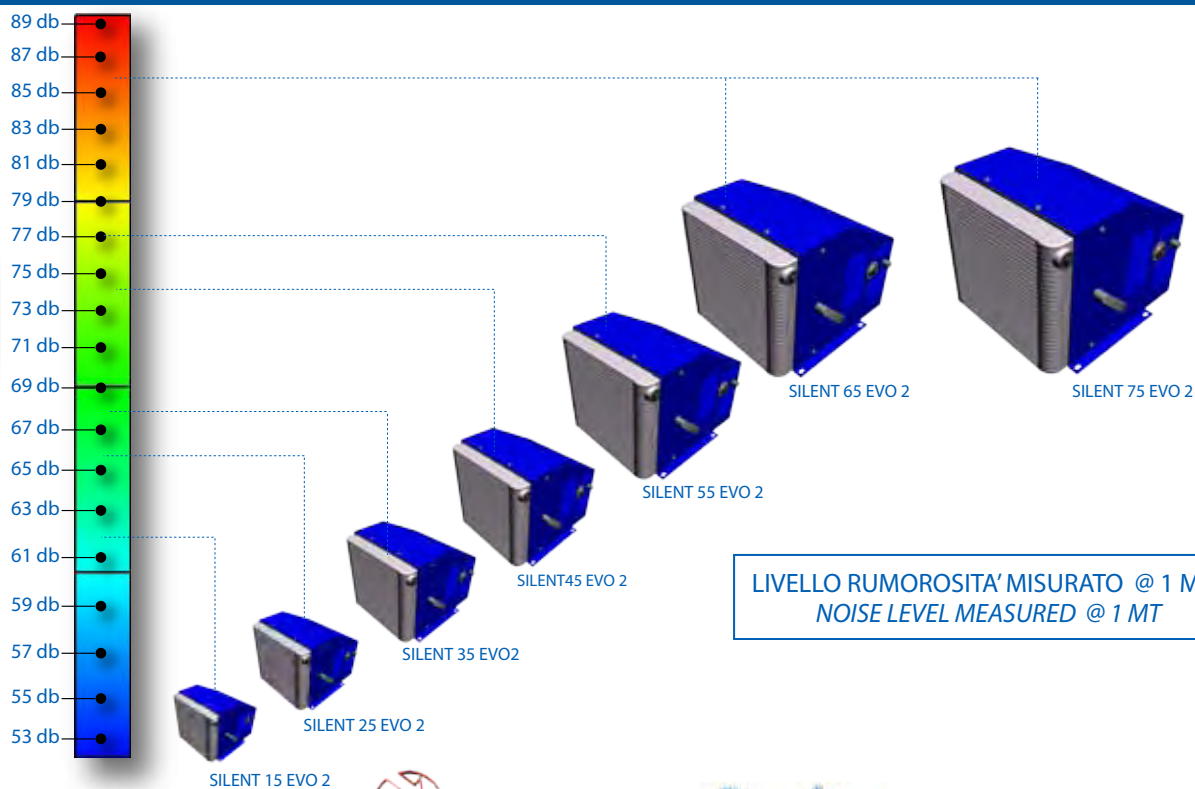 89 db
87 db
85 db
83 db
81 db
79 db
77 db
75 db
73 db
71 db
69 db
67 db
65 db
63 db
61 db
59 db
57 db
55 db
53 db
SILENT 65 EVO 2
SILENT 75 EVO 2
SILENT 55 EVO 2
SILENT45 EVO 2
SILENT 35 EVO2
SILENT 25 EVO 2
SILENT 15 EVO 2
LIVELLO RUMOROSITA’ MISURATO @ 1 M
NOISE LEVEL MEASURED @ 1 MT